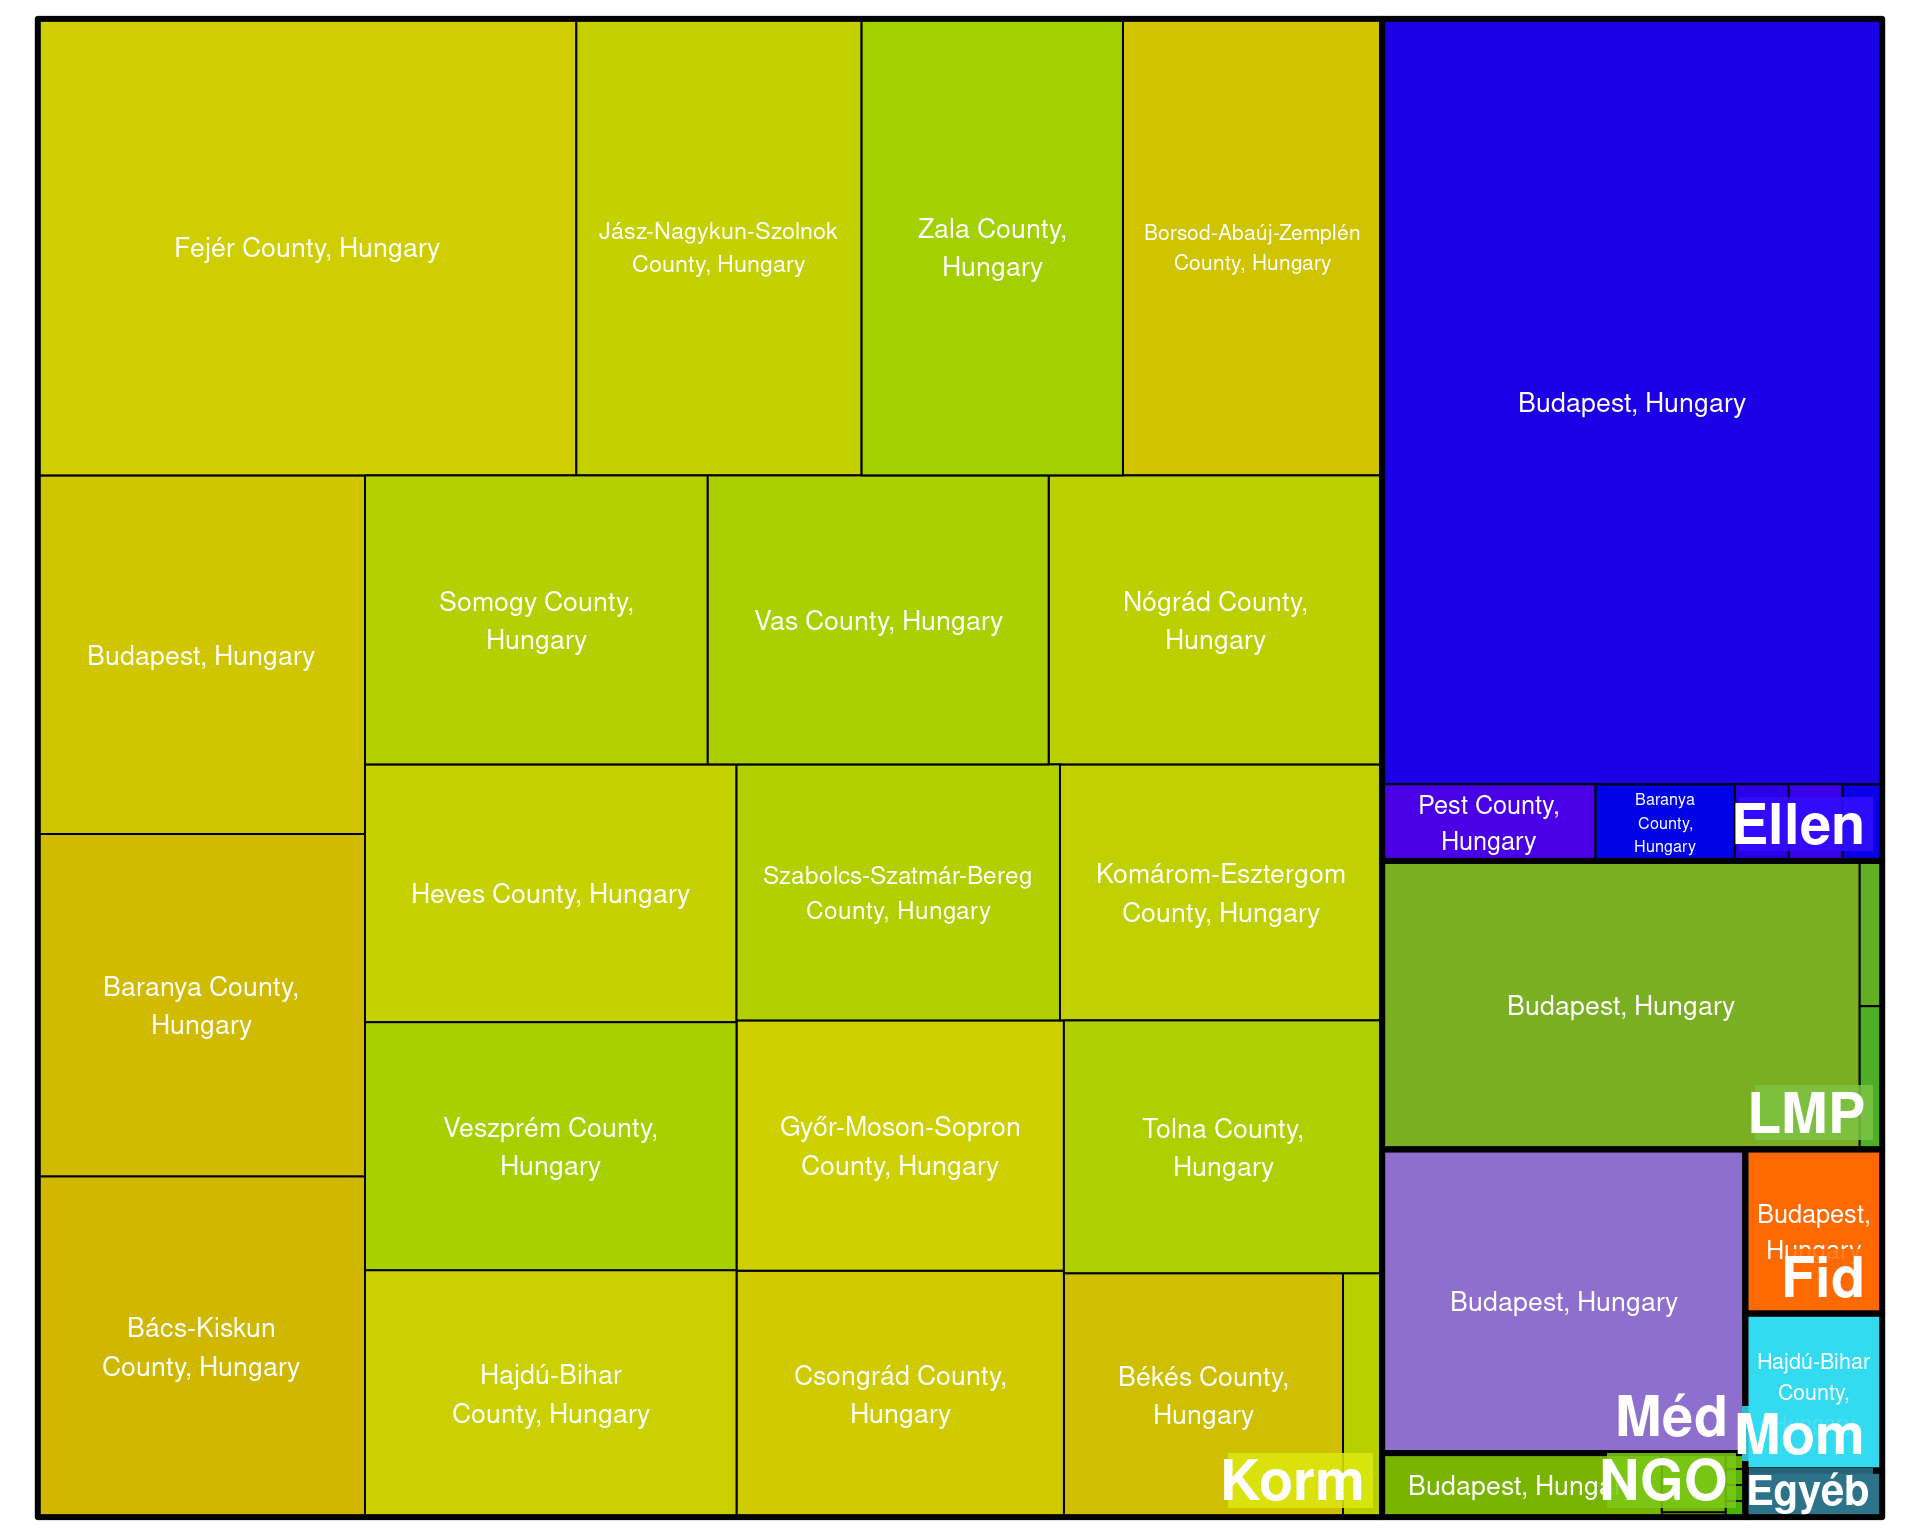 Fejér County, Hungary
Jász-Nagykun-Szolnok
County, Hungary
Zala County,
Hungary
Borsod-Abaúj-Zemplén
County, Hungary
Budapest, Hungary
Somogy County,
Hungary
Vas County, Hungary
Nógrád County,
Hungary
Baranya County,
Hungary
Heves County, Hungary
Szabolcs-Szatmár-Bereg
County, Hungary
Komárom-Esztergom
County, Hungary
Veszprém County,
Hungary
Győr-Moson-Sopron
County, Hungary
Tolna County,
Hungary
Bács-Kiskun
County, Hungary
Hajdú-Bihar
County, Hungary
Csongrád County,
Hungary
Békés County,
Hungary
Korm
Budapest, Hungary
Pest County,
Hungary
Baranya
County,
Hungary
Ellen
Budapest, Hungary
LMP
Budapest, Hungary
Méd
Budapest,
Hungary
Fid
Hajdú-Bihar
County,
Mom
Budapest, Hungary
NGO
Egyéb